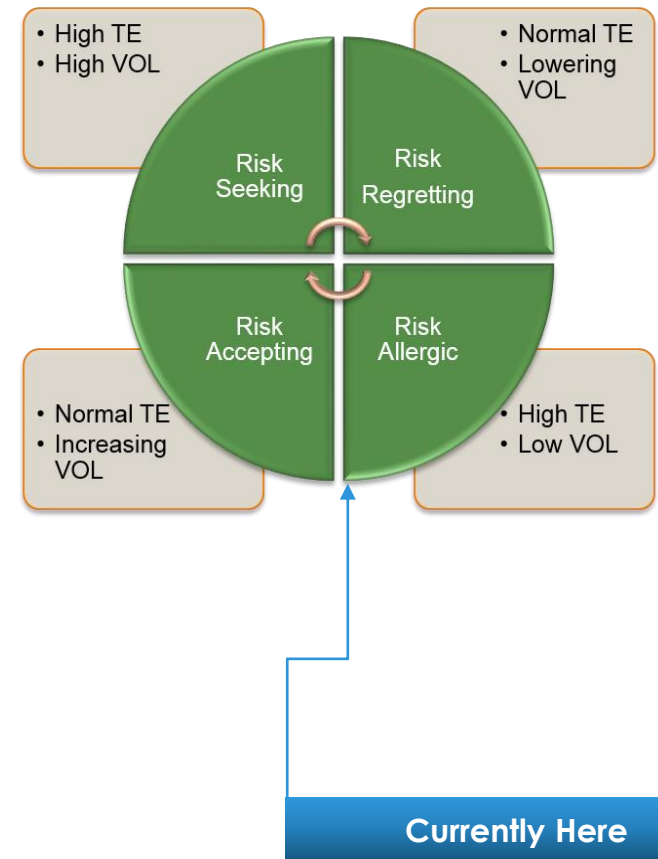 • High TE
• High VOL
• Normal TE
• Lowering
VOL
Risk
Seeking
Risk
Regretting
Risk
Accepting
Risk
Allergic
• Normal TE
• Increasing
VOL
• High TE
• Low VOL
Currently Here